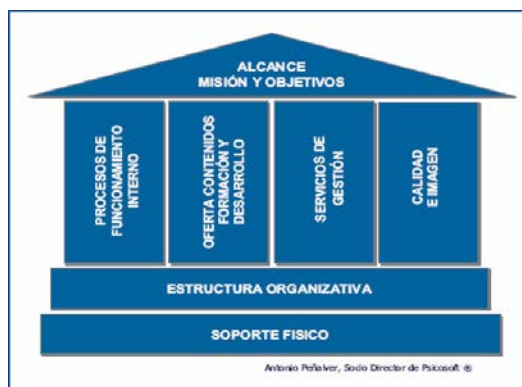 ALCANCE
MISIÓN Y OBJETIVOS
PROCESOS DE
FUNCIONAMIENTO
INTERNO
OFERTA CONTENIDOS
FORMACIÓN Y
DESARROLLO
SERVICIOS DE
GESTIÓN
CALIDAD
E IMAGEN
ESTRUCTURA ORGANIZATIVA
SOPORTE FISICO
Antonio Peñalver, Socio Director de Psicosoft ®